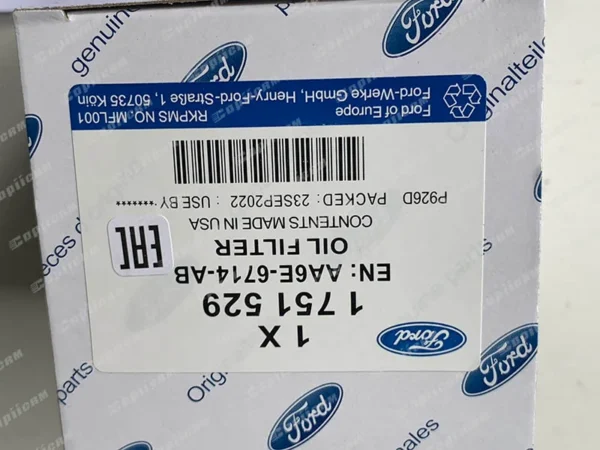 Ford
1 X
1 751 529
EN: AA6E-6714-AB
OIL FILTER
CONTENTS MADE IN USA
P926D PACKED : 23SEP2022 : USE BY *******
Ford of Europe
Ford-Werke GmbH, Henry-Ford-Straße 1, 50735 Köln
RKPMS NO. MFL001
EAC
Ford
Originalteile
Ford
Originalteile
genuine
parts
Ford
Ford